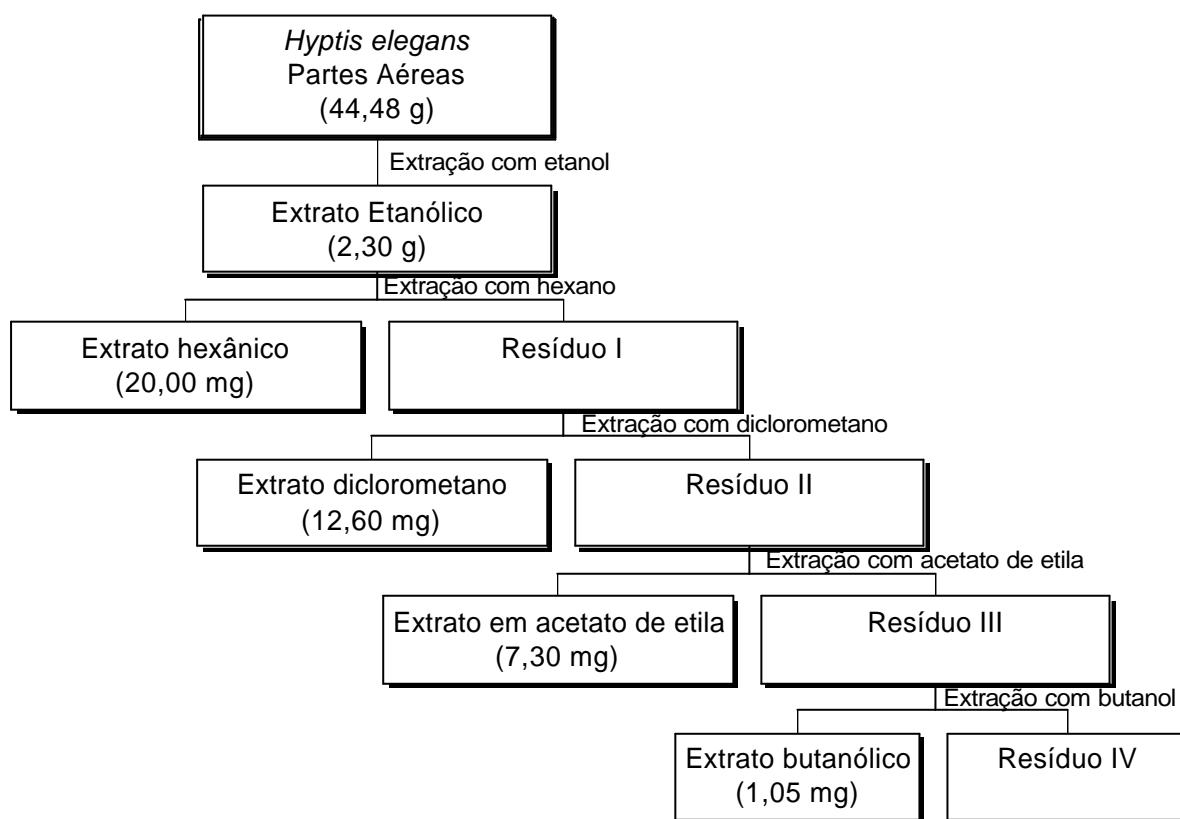 Hyptis elegans
Partes Aéreas
(44,48 g)
Extração com etanol
Extrato Etanólico
(2,30 g)
Extração com hexano
Extrato hexânico
(20,00 mg)
Resíduo I
Extração com diclorometano
Extrato diclorometano
(12,60 mg)
Resíduo II
Extração com acetato de etila
Extrato em acetato de etila
(7,30 mg)
Resíduo III
Extração com butanol
Extrato butanólico
(1,05 mg)
Resíduo IV